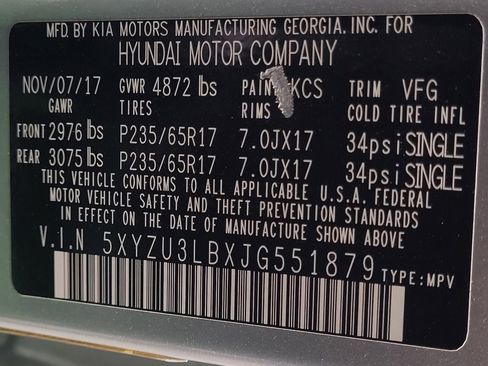 MFD. BY KIA MOTORS MANUFACTURING GEORGIA. INC. FOR
HYUNDAI MOTOR COMPANY
NOV/07/17 GVWR 4872 lbs PAINT KCS TRIM VFG
GAWR TIRES RIMS COLD TIRE INFL
FRONT 2976 lbs P235/65R17 7.0JX17 34psi SINGLE
REAR 3075 lbs P235/65R17 7.0JX17 34psi SINGLE
THIS VEHICLE CONFORMS TO ALL APPLICABLE U.S.A. FEDERAL
MOTOR VEHICLE SAFETY AND THEFT PREVENTION STANDARDS
IN EFFECT ON THE DATE OF MANUFACTURE SHOWN ABOVE
V.I.N 5XYZU3LBXJG551879 TYPE:MPV